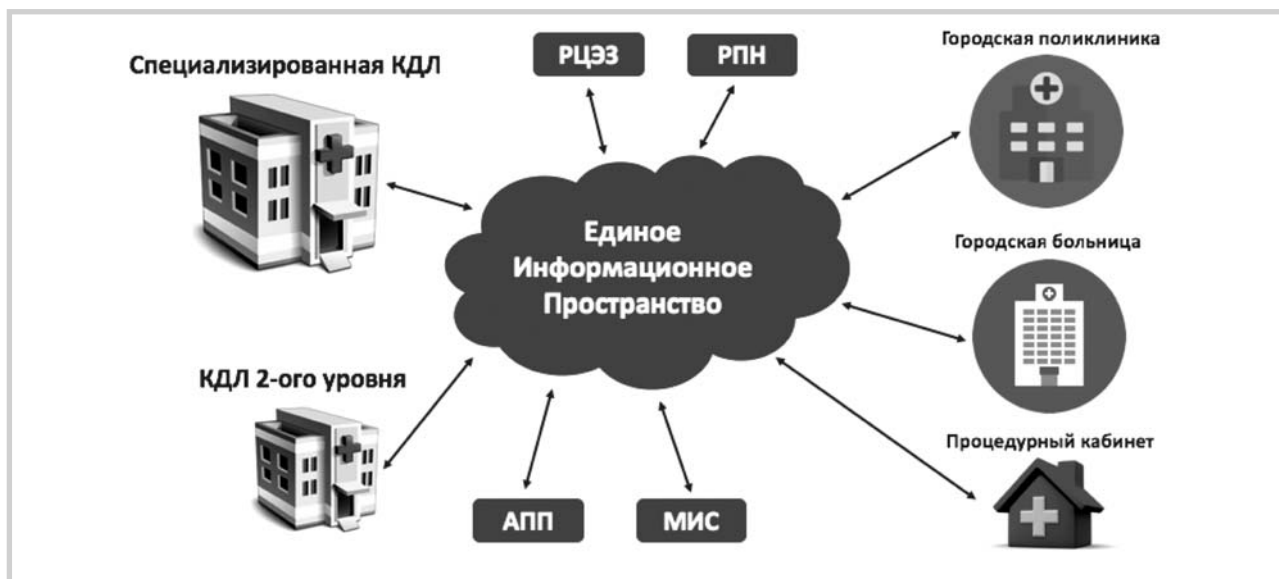 Специализированная КДЛ
РЦЭЗ
РПН
Городская поликлиника
Единое
Информационное
Пространство
Городская больница
КДЛ 2-ого уровня
Процедурный кабинет
АПП
МИС